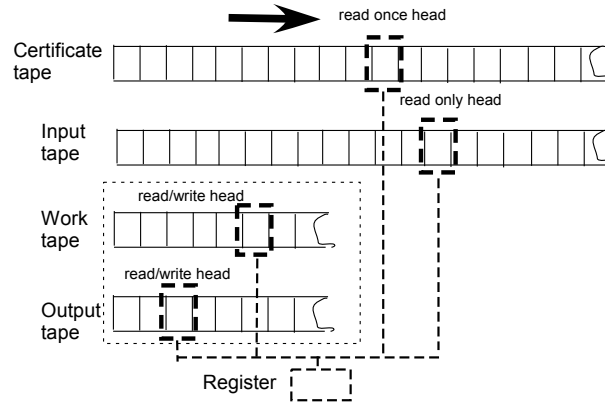 read once head
Certificate
tape
read only head
Input
tape
read/write head
Work
tape
read/write head
Output
tape
Register